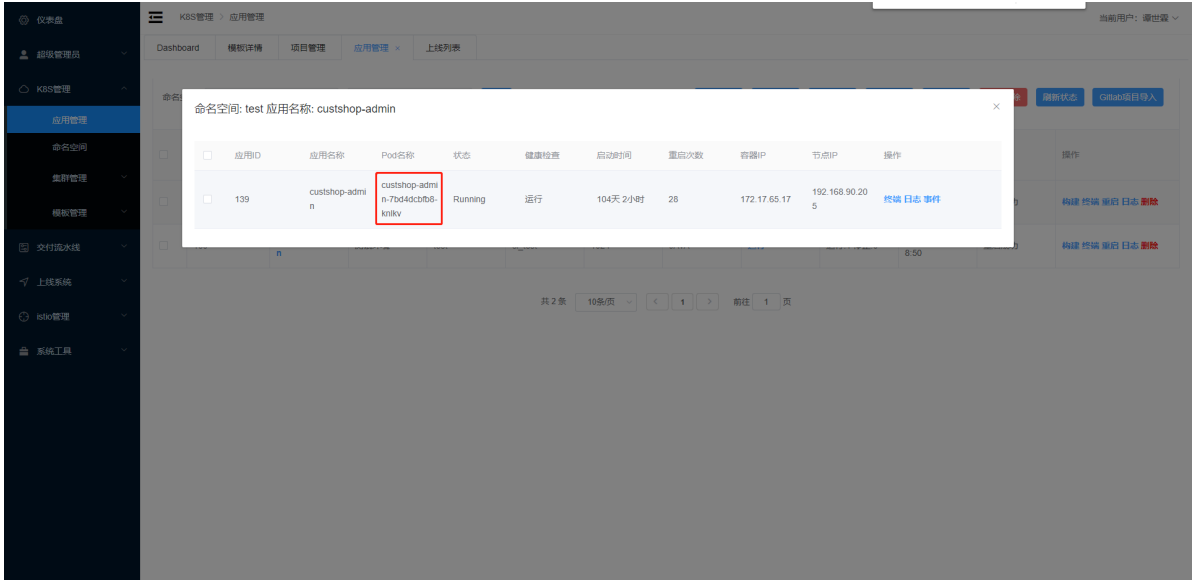 仪表盘
K8S管理 > 应用管理
当前用户：谭世霖
超级管理员
Dashboard 模板详情 项目管理 应用管理 × 上线列表
K8S管理
命名
刷新状态 Gitlab项目导入
命名空间: test 应用名称: custshop-admin ×
应用管理
命名空间
应用ID 应用名称 Pod名称 状态 健康检查 启动时间 重启次数 容器IP 节点IP 操作
操作
集群管理
139 custshop-admi
n
custshop-admi
n-7bd4dcbfb8-
knlkv
Running 运行 104天 2小时 28 172.17.65.17 192.168.90.20
5
终端 日志 事件
构建 终端 重启 日志 删除
模板管理
交付流水线
n
8:50
构建 终端 重启 日志 删除
上线系统
共 2 条 10条/页 < 1 > 前往 1 页
istio管理
系统工具